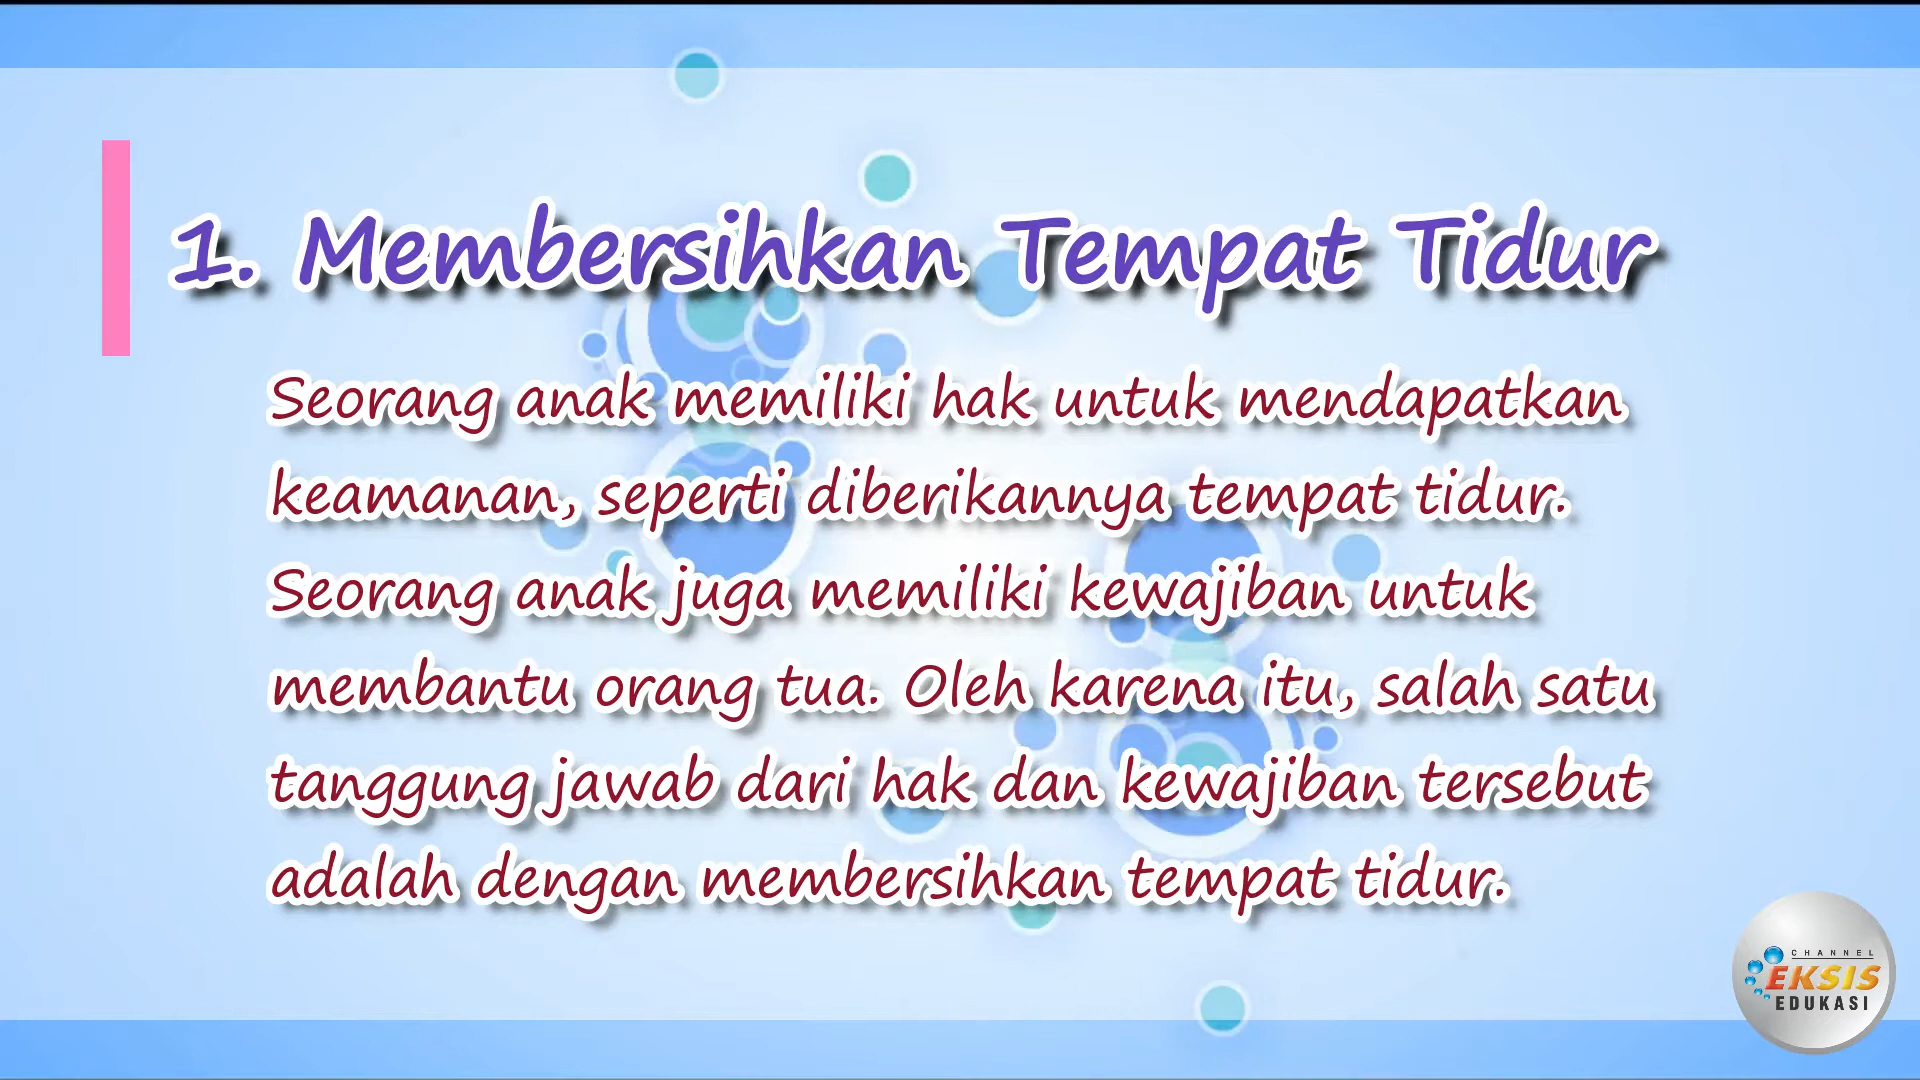 1. Membersihkan Tempat Tidur
Seorang anak memiliki hak untuk mendapatkan
keamanan, seperti diberikannya tempat tidur.
Seorang anak juga memiliki kewajiban untuk
membantu orang tua. Oleh karena itu, salah satu
tanggung jawab dari hak dan kewajiban tersebut
adalah dengan membersihkan tempat tidur.
CHANNEL
EKSIS
EDUKASI